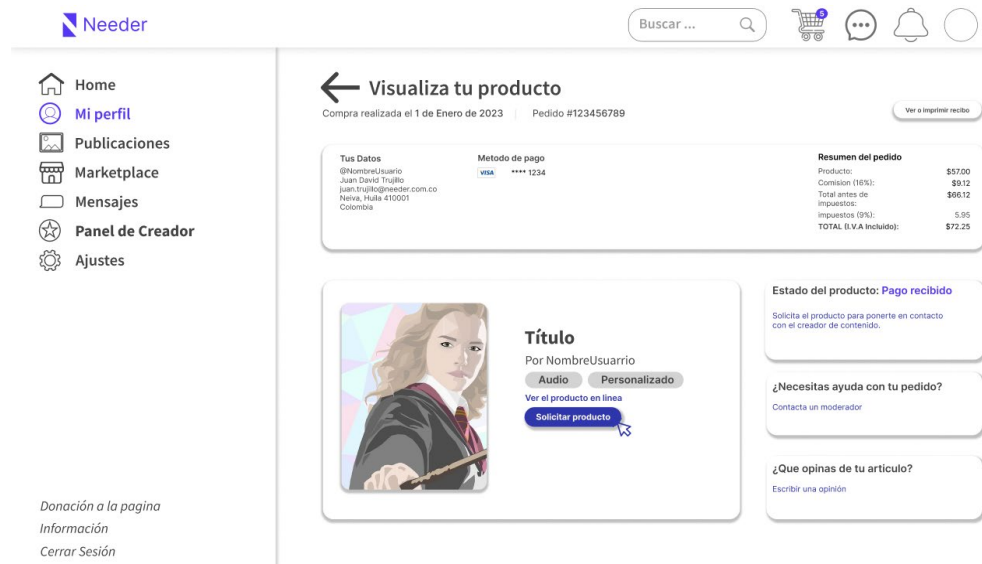 Needer
Buscar ...
5
Home
Mi perfil
Publicaciones
Marketplace
Mensajes
Panel de Creador
Ajustes
Donación a la pagina
Información
Cerrar Sesión
Visualiza tu producto
Compra realizada el 1 de Enero de 2023 Pedido #123456789
Ver o imprimir recibo
Tus Datos
@NombreUsuario
Juan David Trujillo
juan.trujillo@needer.com.co
Neiva, Huila 410001
Colombia
Metodo de pago
VISA **** 1234
Resumen del pedido
Producto: $57.00
Comision (16%): $9.12
Total antes de
impuestos: $66.12
impuestos (9%): 5.95
TOTAL (I.V.A Incluido): $72.25
Título
Por NombreUsuarrio
Audio Personalizado
Ver el producto en linea
Solicitar producto
Estado del producto: Pago recibido
Solicita el producto para ponerte en contacto
con el creador de contenido.
¿Necesitas ayuda con tu pedido?
Contacta un moderador
¿Que opinas de tu articulo?
Escribir una opinión